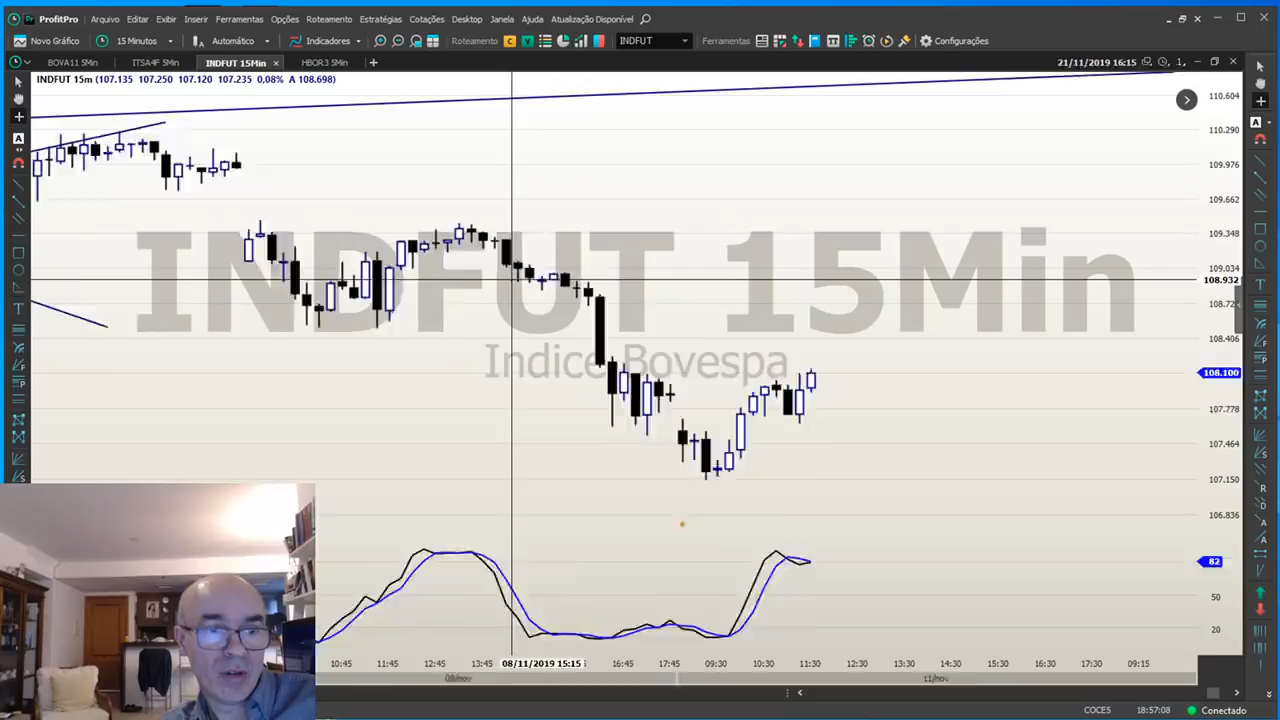 ProfitPro Arquivo Editar Exibir Inserir Ferramentas Opções Roteamento Estratégias Cotações Desktop Janela Ajuda Atualização Disponível
Novo Gráfico 15 Minutos Automático Indicadores Roteamento INDFUT Ferramentas Configurações
BOVA11 5Min ITSA4F 5Min INDFUT 15Min HBOR3 5Min 21/11/2019 16:15
INDFUT 15m (107.135 107.250 107.120 107.235 0,08% A 108.698)
110.604
110.290
109.976
109.662
109.348
109.034
108.932
108.72
108.406
108.100
107.778
107.464
107.150
106.836
INDFUT 15Min
Indice Bovespa
82
50
20
10:45 11:45 12:45 13:45 08/11/2019 15:15 16:45 17:45 09:30 10:30 11:30 12:30 13:30 14:30 15:30 16:30 17:30 09:15
08/nov 11/nov
COCE5 18:57:08 Conectado